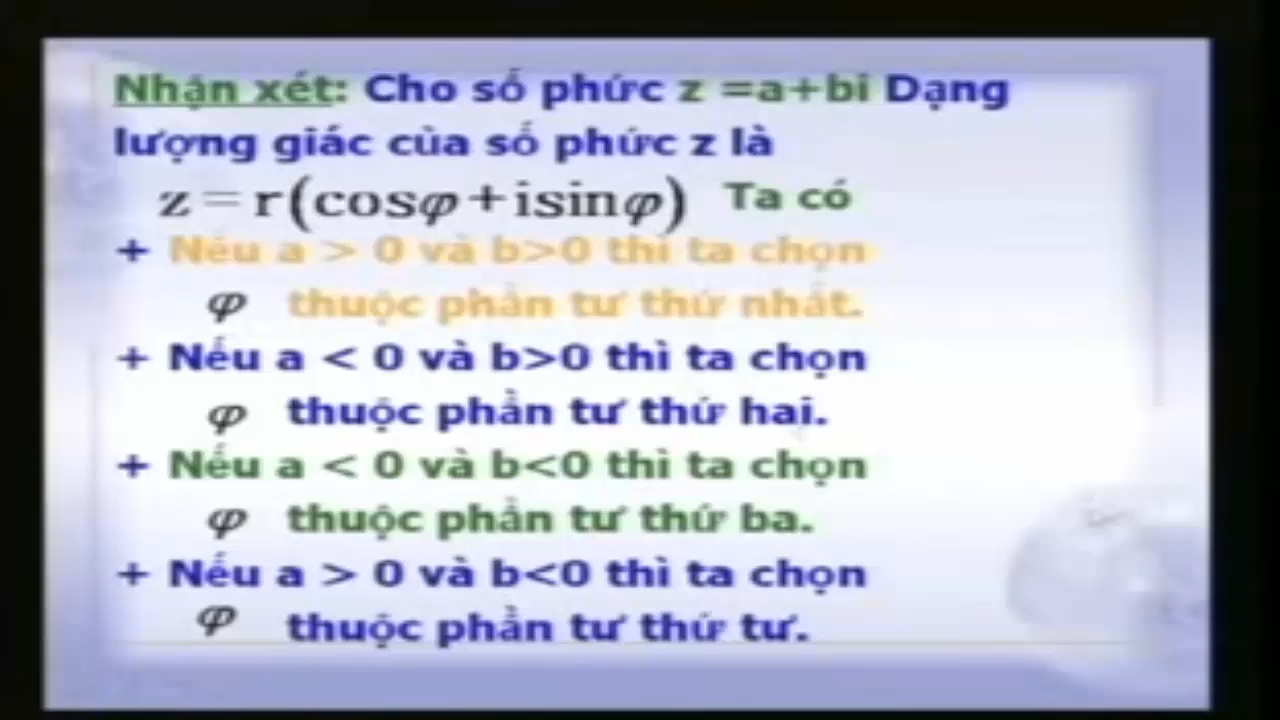 Nhận xét: Cho số phức z =a+bi Dạng
lượng giác của số phức z là
z = r(cosφ + isinφ) Ta có
+ Nếu a > 0 và b>0 thì ta chọn
φ thuộc phần tư thứ nhất.
+ Nếu a < 0 và b>0 thì ta chọn
φ thuộc phần tư thứ hai.
+ Nếu a < 0 và b<0 thì ta chọn
φ thuộc phần tư thứ ba.
+ Nếu a > 0 và b<0 thì ta chọn
φ thuộc phần tư thứ tư.